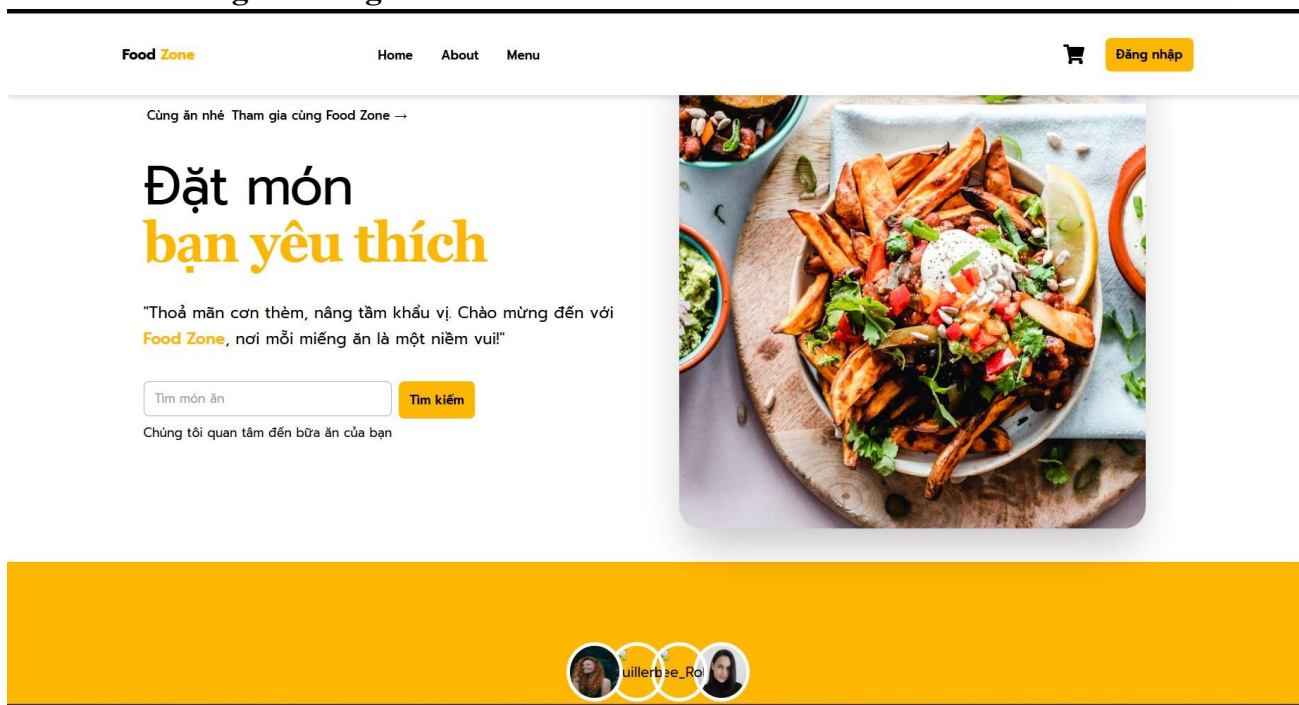 Food Zone
Home About Menu
Đăng nhập
Cùng ăn nhé Tham gia cùng Food Zone →
Đặt món
bạn yêu thích
"Thoả mãn cơn thèm, nâng tầm khẩu vị. Chào mừng đến với
Food Zone, nơi mỗi miếng ăn là một niềm vui!"
Tìm món ăn
Tìm kiếm
Chúng tôi quan tâm đến bữa ăn của bạn